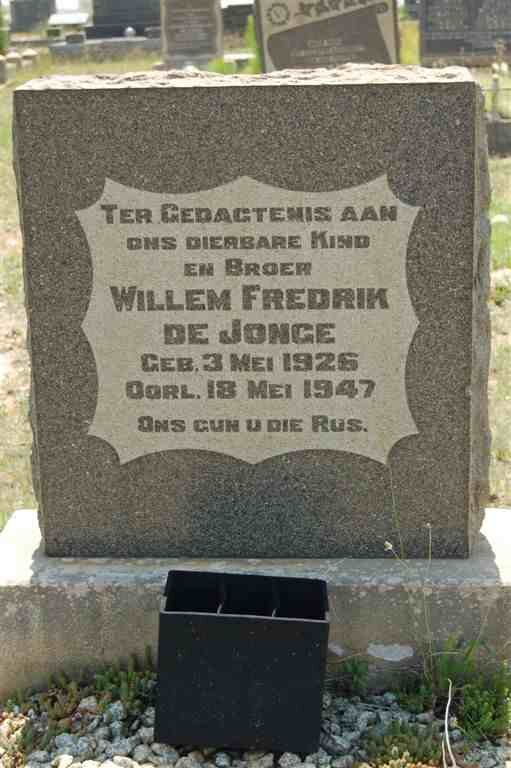 TER GEDAGTENIS AAN
ONS DIERBARE KIND
EN BROER
WILLEM FREDRIK
DE JONGE
GEB. 3 MEI 1926
OORL. 18 MEI 1947
ONS GUN U DIE RUS.